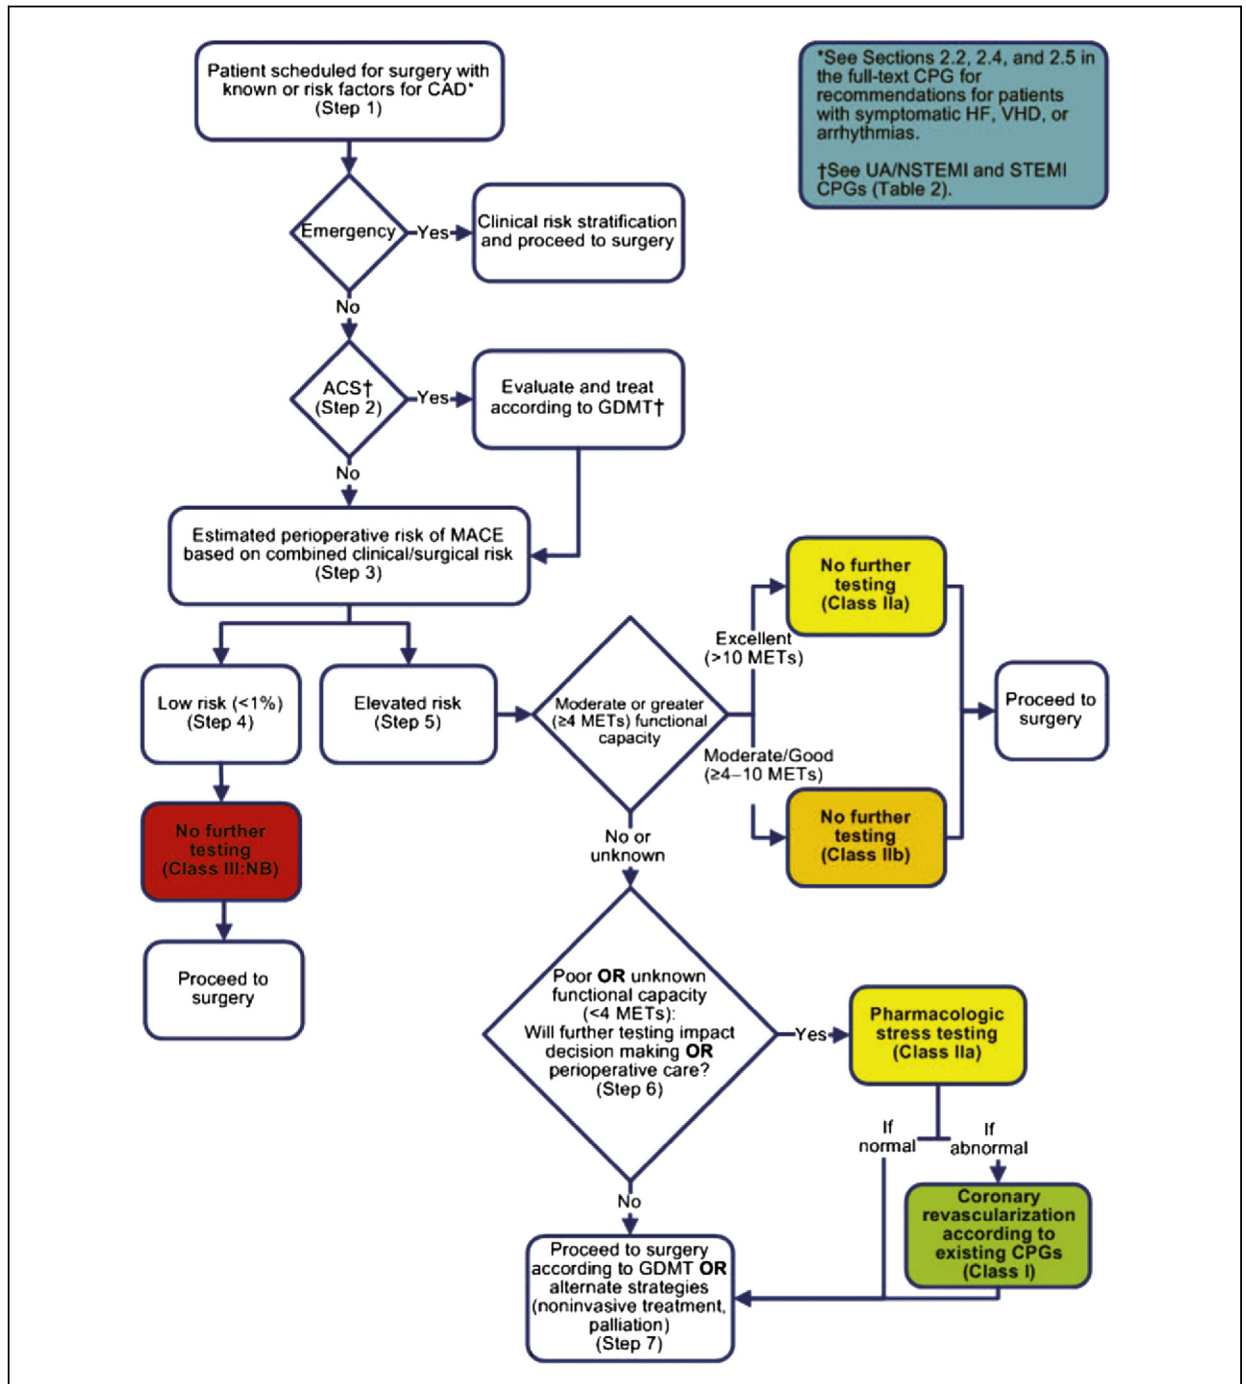 Patient scheduled for surgery with
known or risk factors for CAD*
(Step 1)
*See Sections 2.2, 2.4, and 2.5 in
the full-text CPG for
recommendations for patients
with symptomatic HF, VHD, or
arrhythmias.
†See UA/NSTEMI and STEMI
CPGs (Table 2).
Emergency
Yes
Clinical risk stratification
and proceed to surgery
No
ACS†
(Step 2)
Yes
Evaluate and treat
according to GDMT†
No
Estimated perioperative risk of MACE
based on combined clinical/surgical risk
(Step 3)
Low risk (<1%)
(Step 4)
Elevated risk
(Step 5)
Moderate or greater
(≥4 METs) functional
capacity
Excellent
(>10 METs)
No further
testing
(Class IIa)
Moderate/Good
(≥4–10 METs)
No further
testing
(Class IIb)
Proceed to
surgery
No further
testing
(Class III:NB)
Proceed to
surgery
No or
unknown
Poor OR unknown
functional capacity
(<4 METs):
Will further testing impact
decision making OR
perioperative care?
(Step 6)
Yes
Pharmacologic
stress testing
(Class IIa)
If
normal
If
abnormal
Coronary
revascularization
according to
existing CPGs
(Class I)
No
Proceed to surgery
according to GDMT OR
alternate strategies
(noninvasive treatment,
palliation)
(Step 7)